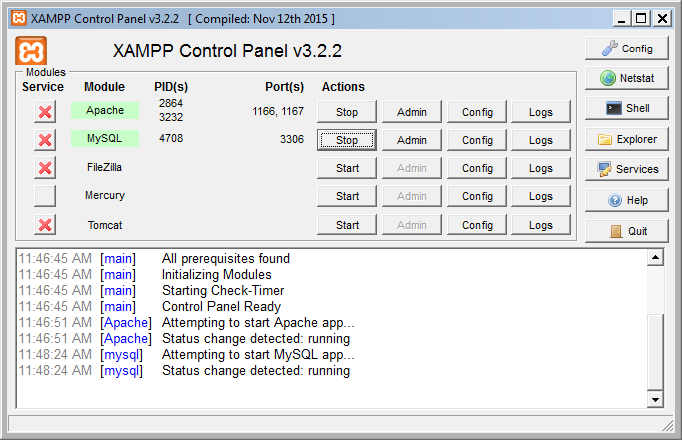 XAMPP Control Panel v3.2.2 [ Compiled: Nov 12th 2015 ]
XAMPP Control Panel v3.2.2
Config
Modules
Service Module PID(s) Port(s) Actions
Netstat
Apache 2864 3232 1166, 1167 Stop Admin Config Logs
Shell
MySQL 4708 3306 Stop Admin Config Logs
Explorer
FileZilla Start Admin Config Logs
Services
Mercury Start Admin Config Logs
Help
Tomcat Start Admin Config Logs
Quit
11:46:45 AM [main] All prerequisites found
11:46:45 AM [main] Initializing Modules
11:46:45 AM [main] Starting Check-Timer
11:46:45 AM [main] Control Panel Ready
11:46:51 AM [Apache] Attempting to start Apache app...
11:46:51 AM [Apache] Status change detected: running
11:48:24 AM [mysql] Attempting to start MySQL app...
11:48:24 AM [mysql] Status change detected: running